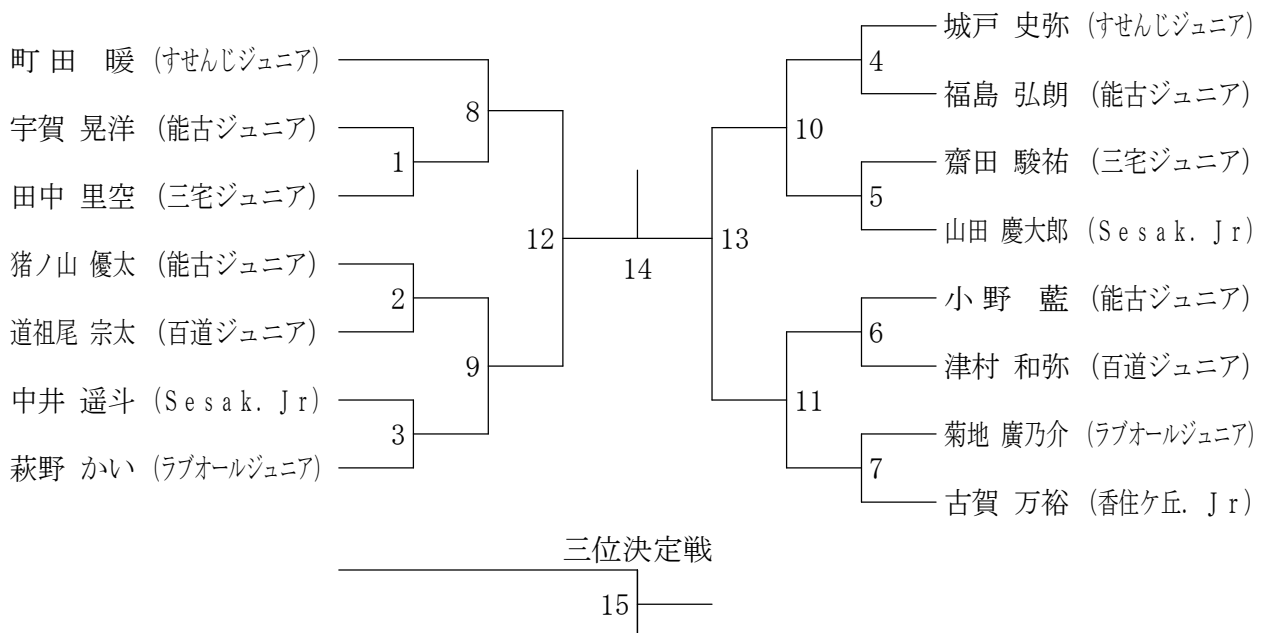 町田 暖 (すせんじジュニア)
宇賀 晃洋 (能古ジュニア)
田中 里空 (三宅ジュニア)
猪ノ山 優太 (能古ジュニア)
道祖尾 宗太 (百道ジュニア)
中井 遥斗 (Sesak. Jr)
萩野 かい (ラブオールジュニア)
1
2
3
8
9
12
14
13
10
11
4
5
6
7
城戸 史弥 (すせんじジュニア)
福島 弘朗 (能古ジュニア)
齋田 駿祐 (三宅ジュニア)
山田 慶大郎 (Sesak. Jr)
小野 藍 (能古ジュニア)
津村 和弥 (百道ジュニア)
菊地 廣乃介 (ラブオールジュニア)
古賀 万裕 (香住ケ丘. Jr)
三位決定戦
15